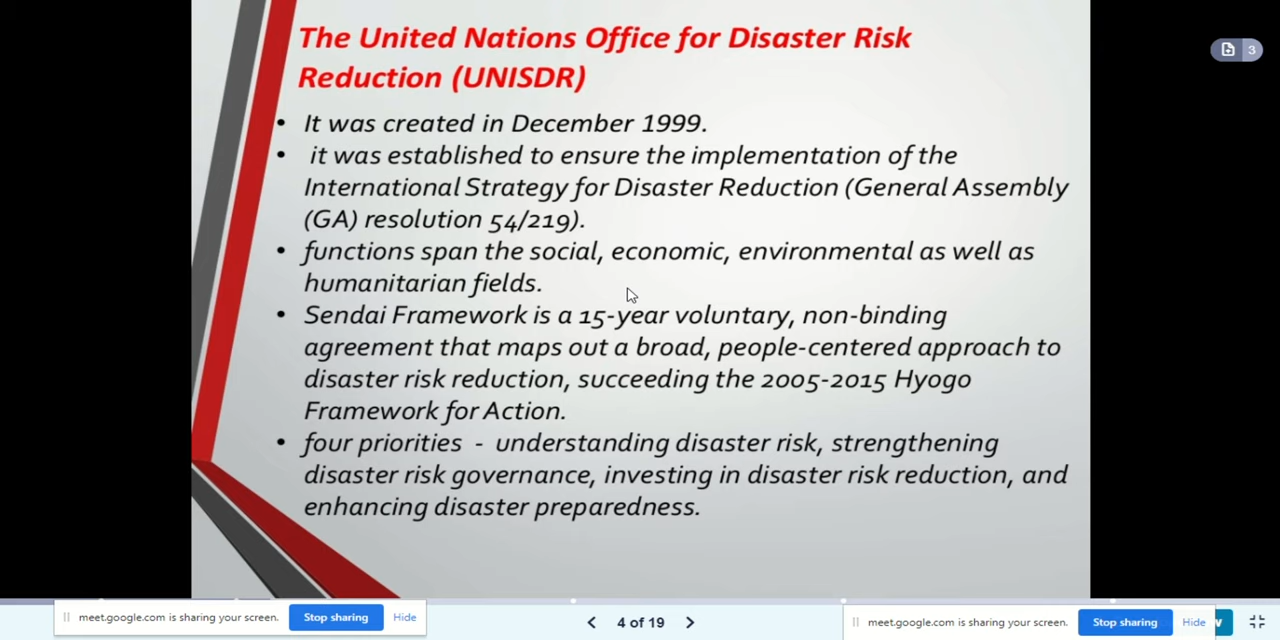 The United Nations Office for Disaster Risk
Reduction (UNISDR)
• It was created in December 1999.
• it was established to ensure the implementation of the
International Strategy for Disaster Reduction (General Assembly
(GA) resolution 54/219).
• functions span the social, economic, environmental as well as
humanitarian fields.
• Sendai Framework is a 15-year voluntary, non-binding
agreement that maps out a broad, people-centered approach to
disaster risk reduction, succeeding the 2005-2015 Hyogo
Framework for Action.
• four priorities - understanding disaster risk, strengthening
disaster risk governance, investing in disaster risk reduction, and
enhancing disaster preparedness.
3
meet.google.com is sharing your screen. Stop sharing Hide
4 of 19
meet.google.com is sharing your screen. Stop sharing Hide